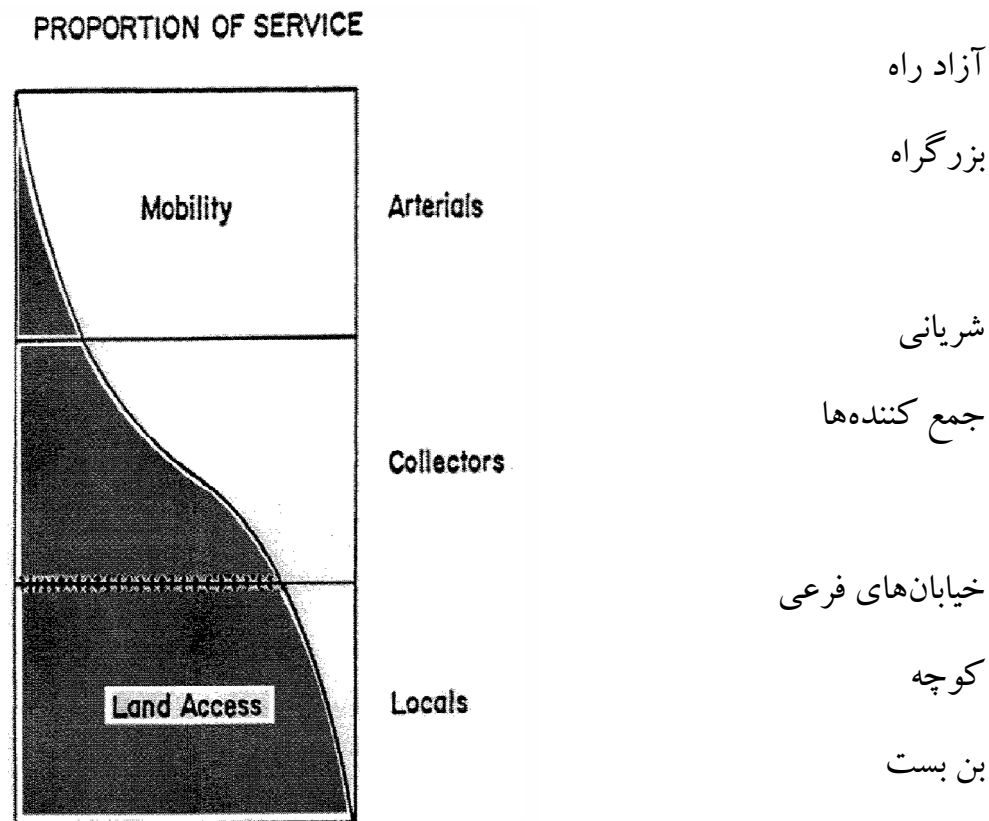 PROPORTION OF SERVICE
Mobility
Arterials
Collectors
Land Access
Locals
آزاد راه
بزرگراه
شریانی
جمع کننده‌ها
خیابان‌های فرعی
کوچه
بن بست